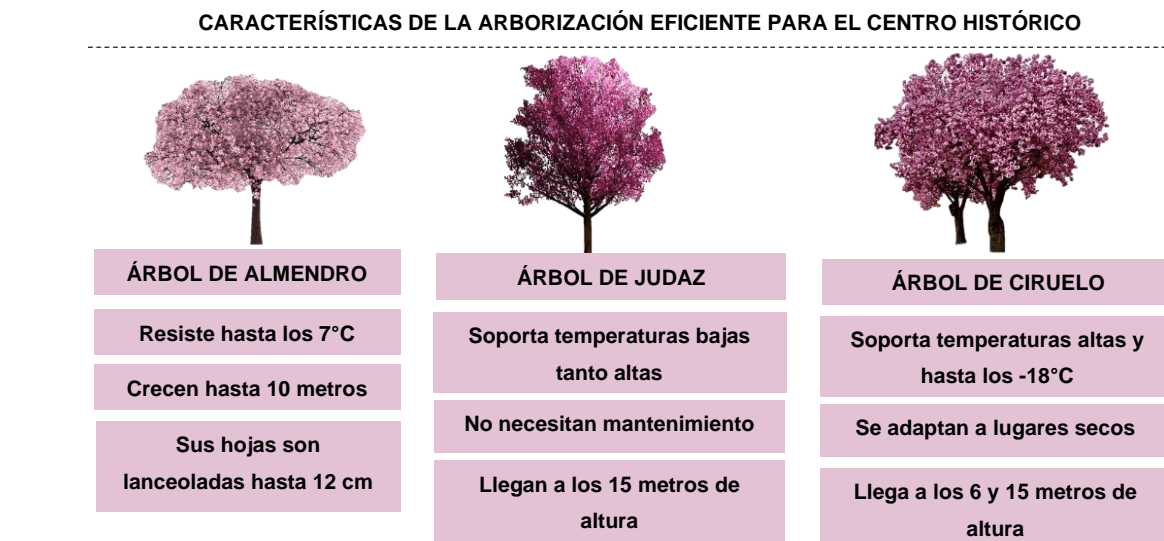 CARACTERÍSTICAS DE LA ARBORIZACIÓN EFICIENTE PARA EL CENTRO HISTÓRICO
ÁRBOL DE ALMENDRO
Resiste hasta los 7°C
Crecen hasta 10 metros
Sus hojas son
lanceoladas hasta 12 cm
ÁRBOL DE JUDAZ
Soporta temperaturas bajas
tanto altas
No necesitan mantenimiento
Llegan a los 15 metros de
altura
ÁRBOL DE CIRUELO
Soporta temperaturas altas y
hasta los -18°C
Se adaptan a lugares secos
Llega a los 6 y 15 metros de
altura